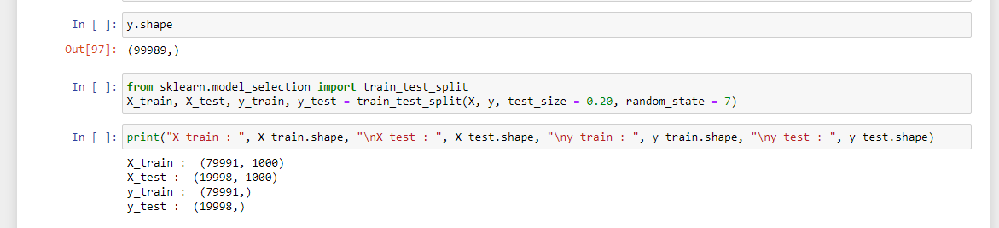 In [ ]: y.shape
Out[97]: (99989,)
In [ ]: from sklearn.model_selection import train_test_split
X_train, X_test, y_train, y_test = train_test_split(X, y, test_size = 0.20, random_state = 7)
In [ ]: print("X_train : ", X_train.shape, "\nX_test : ", X_test.shape, "\ny_train : ", y_train.shape, "\ny_test : ", y_test.shape)
X_train :  (79991, 1000)
X_test :  (19998, 1000)
y_train :  (79991,)
y_test :  (19998,)